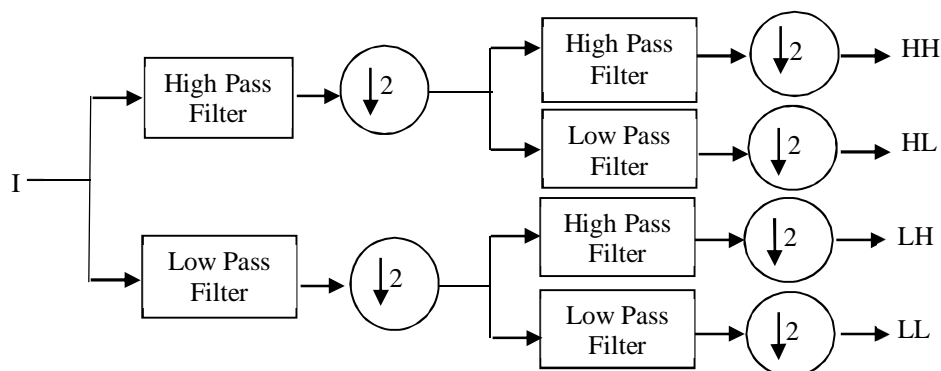 High Pass
Filter
2
High Pass
Filter
2
HH
Low Pass
Filter
2
HL
I
Low Pass
Filter
2
High Pass
Filter
2
LH
Low Pass
Filter
2
LL